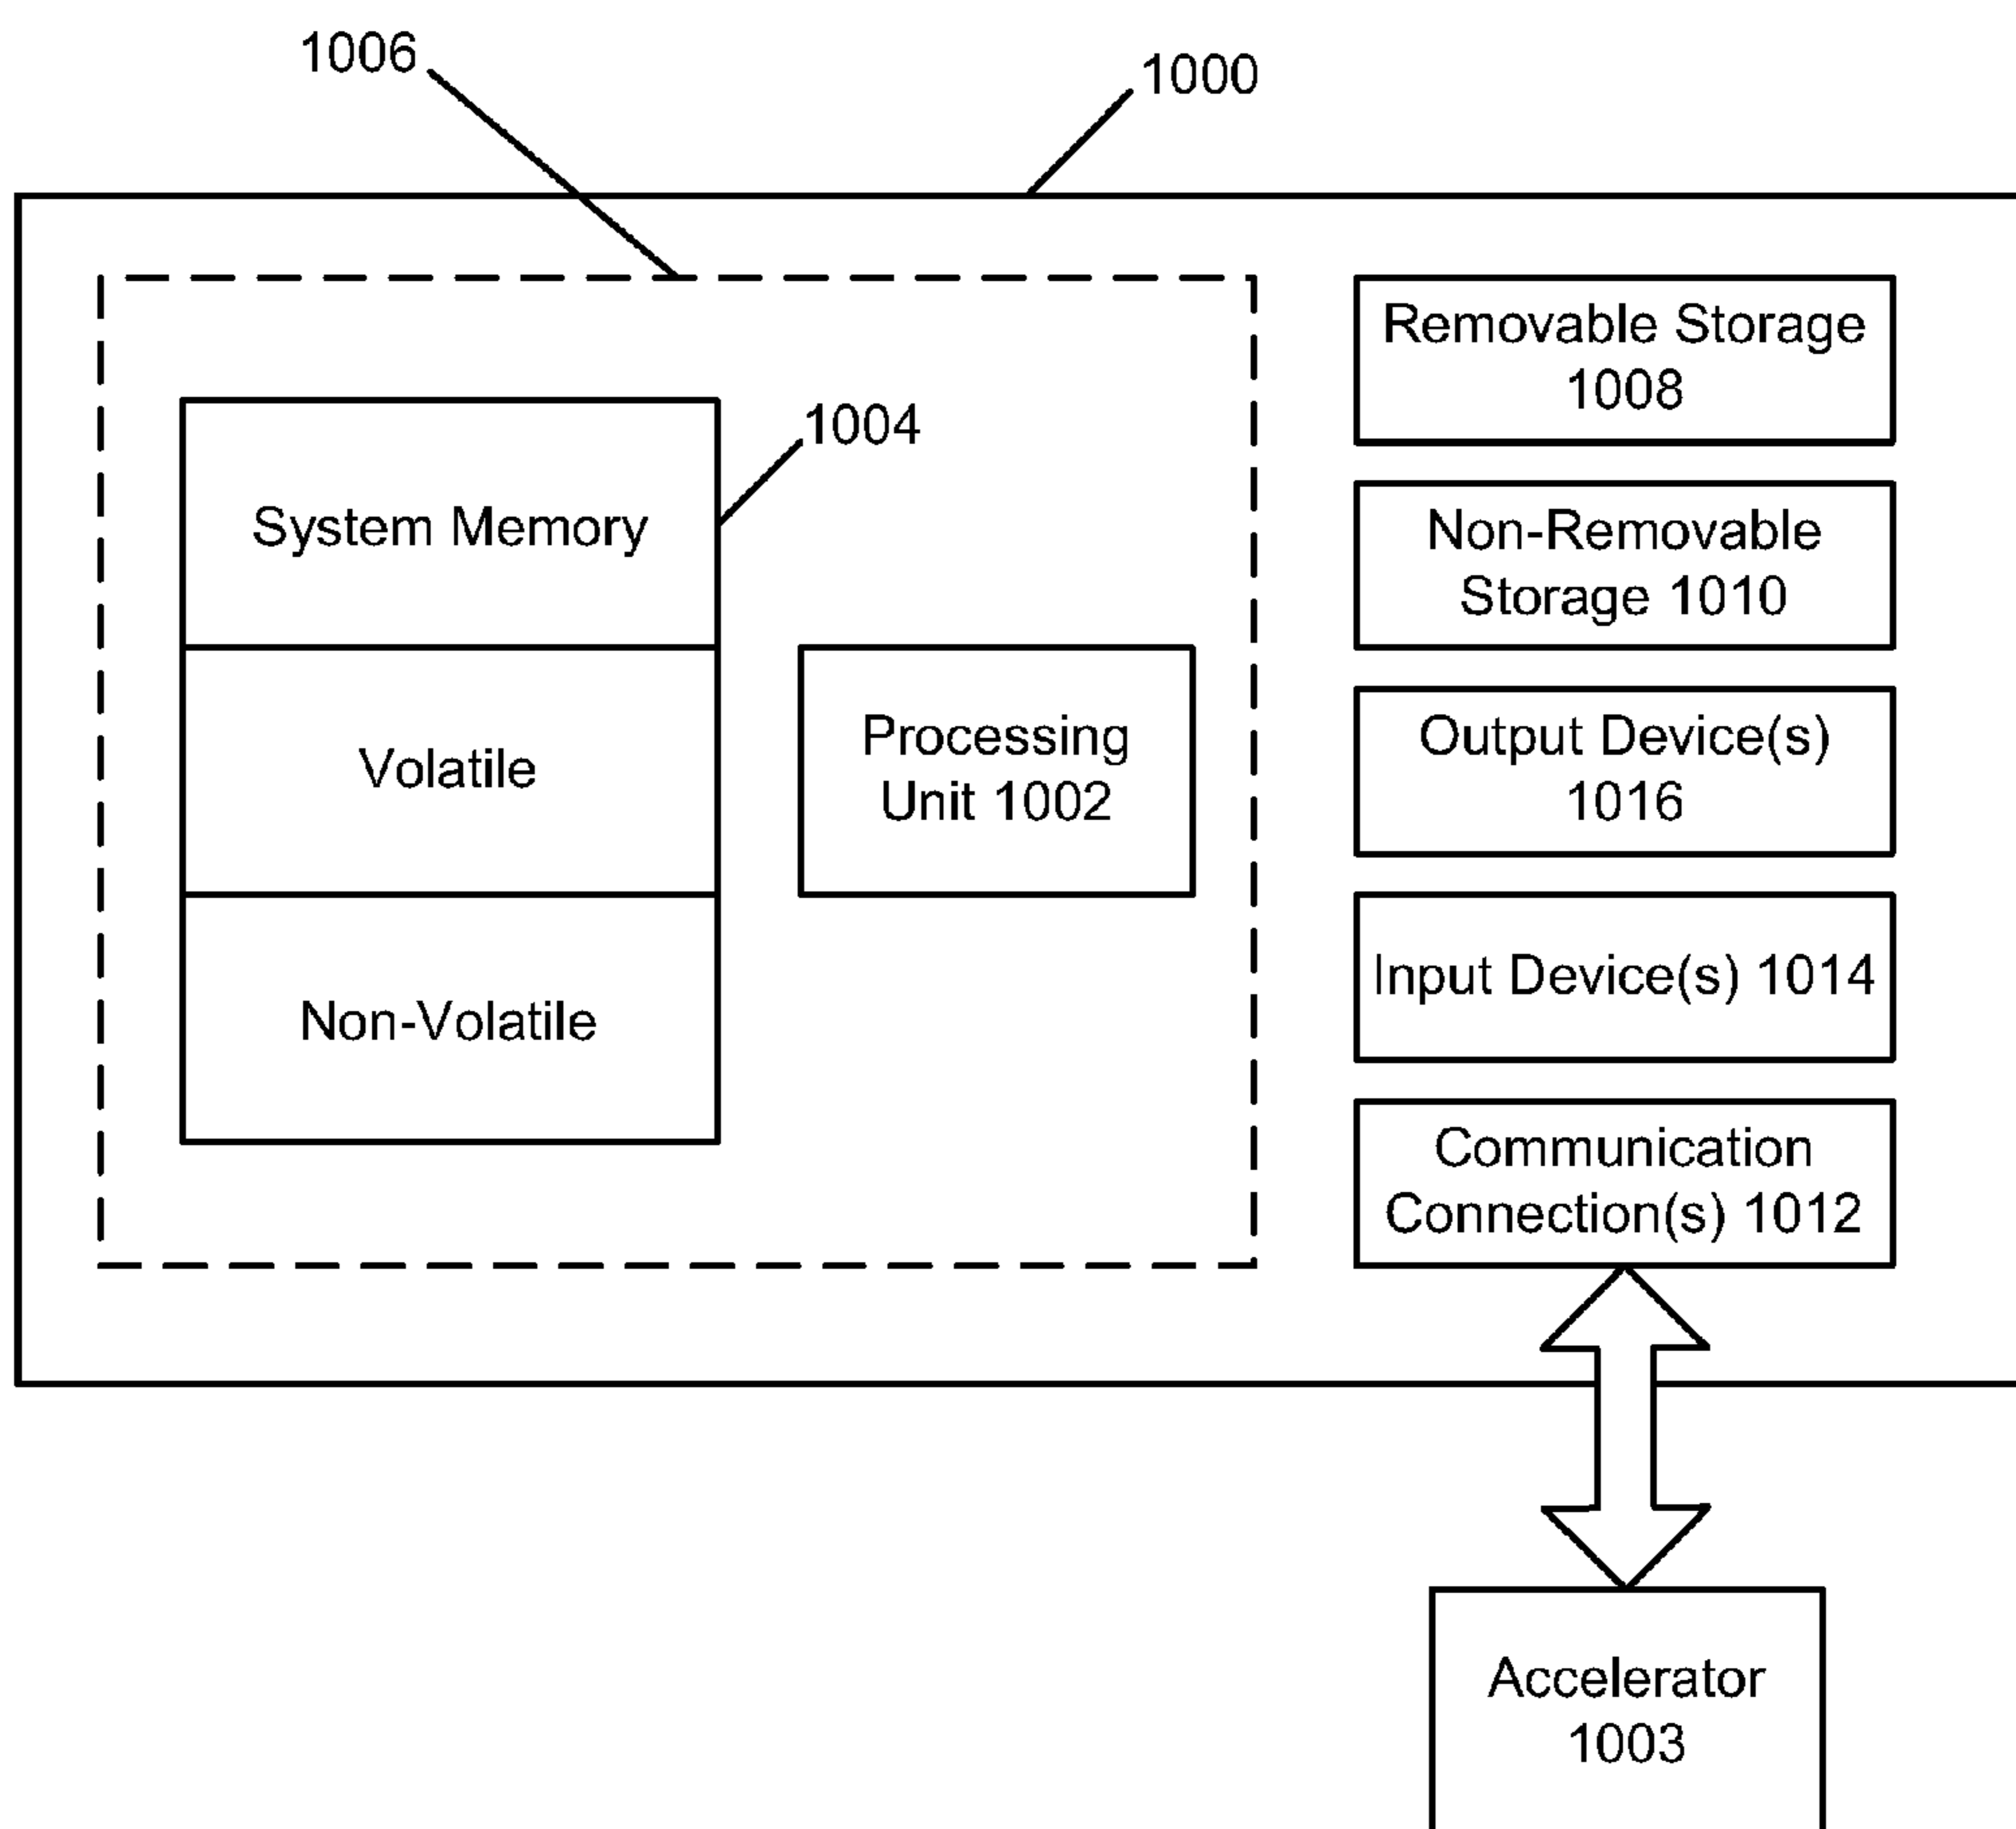 1006
1000
Removable Storage
1008
1004
System Memory
Non-Removable
Storage 1010
Volatile
Processing
Unit 1002
Output Device(s)
1016
Non-Volatile
Input Device(s) 1014
Communication
Connection(s) 1012
Accelerator
1003